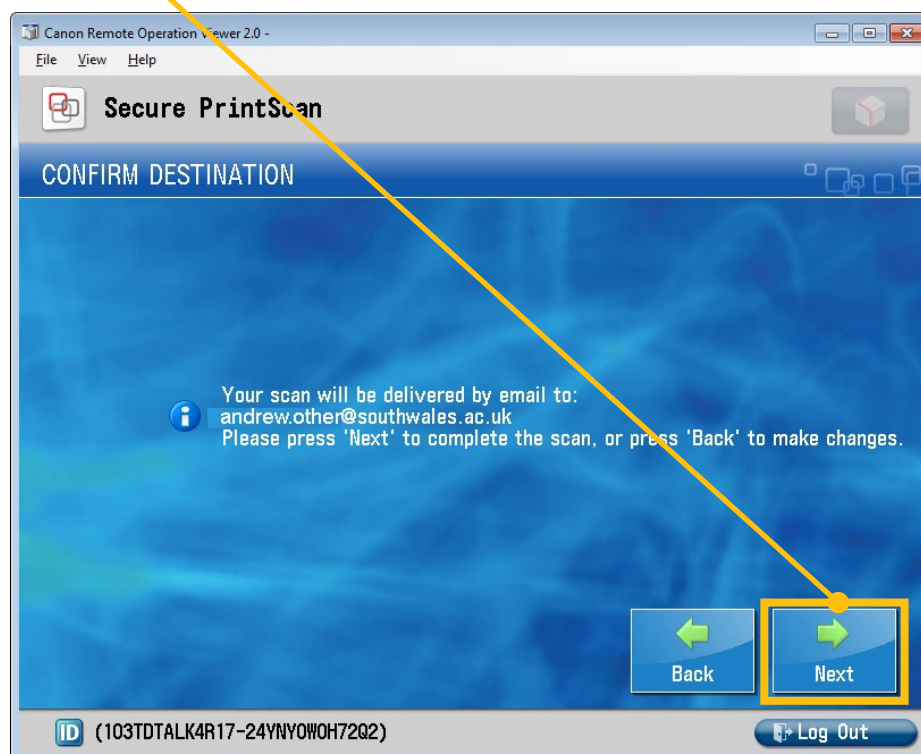 Canon Remote Operation Viewer 2.0 -
File View Help
Secure PrintScan
CONFIRM DESTINATION
Your scan will be delivered by email to:
andrew.other@southwales.ac.uk
Please press 'Next' to complete the scan, or press 'Back' to make changes.
Back Next
ID (103TDTALK4R17-24YNYOWOH72Q2) Log Out